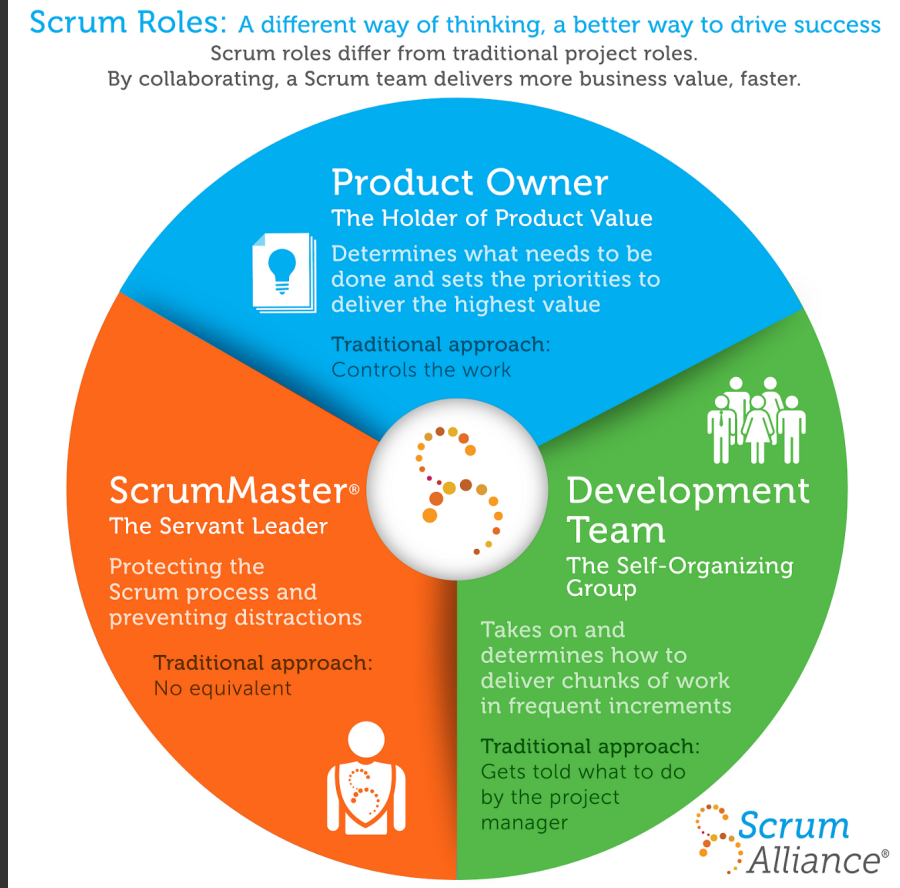 Scrum Roles: A different way of thinking, a better way to drive success
Scrum roles differ from traditional project roles.
By collaborating, a Scrum team delivers more business value, faster.
Product Owner
The Holder of Product Value
Determines what needs to be
done and sets the priorities to
deliver the highest value
Traditional approach:
Controls the work
ScrumMaster®
The Servant Leader
Protecting the
Scrum process and
preventing distractions
Traditional approach:
No equivalent
Development
Team
The Self-Organizing
Group
Takes on and
determines how to
deliver chunks of work
in frequent increments
Traditional approach:
Gets told what to do
by the project
manager
Scrum
Alliance®